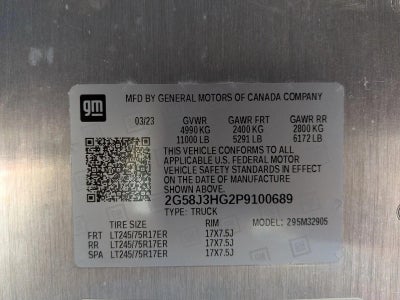 gm
MFD BY GENERAL MOTORS OF CANADA COMPANY
03/23 GVWR GAWR FRT GAWR RR
4990 KG 2400 KG 2800 KG
11000 LB 5291 LB 6172 LB
THIS VEHICLE CONFORMS TO ALL
APPLICABLE U.S. FEDERAL MOTOR
VEHICLE SAFETY STANDARDS IN EFFECT
ON THE DATE OF MANUFACTURE
SHOWN ABOVE.
2G58J3HG2P9100689
TYPE: TRUCK
TIRE SIZE RIM MODEL: Z95M32905
FRT LT245/75R17ER 17X7.5J
RR LT245/75R17ER 17X7.5J
SPA LT245/75R17ER 17X7.5J